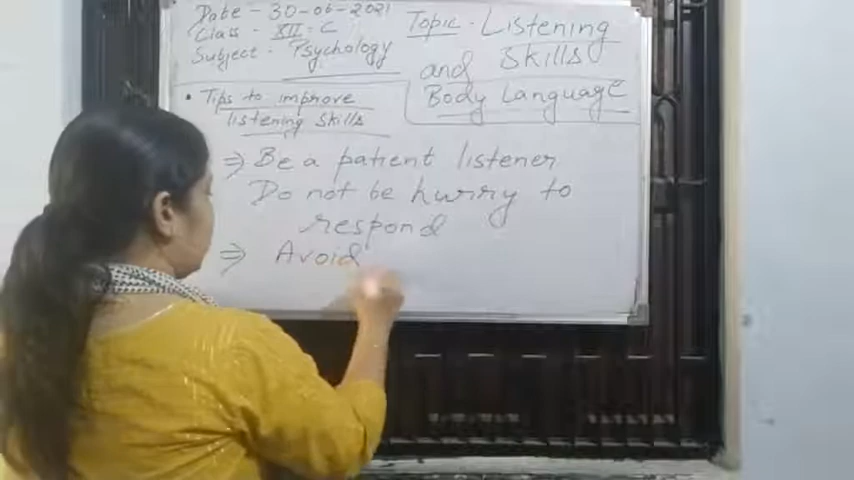 Date - 30-06-2021
Class - XII - C
Subject - Psychology
Topic - Listening
and Skills
Body Language
• Tips to improve
listening skills
⇒ Be a patient listener
Do not be hurry to
respond
⇒ Avoid